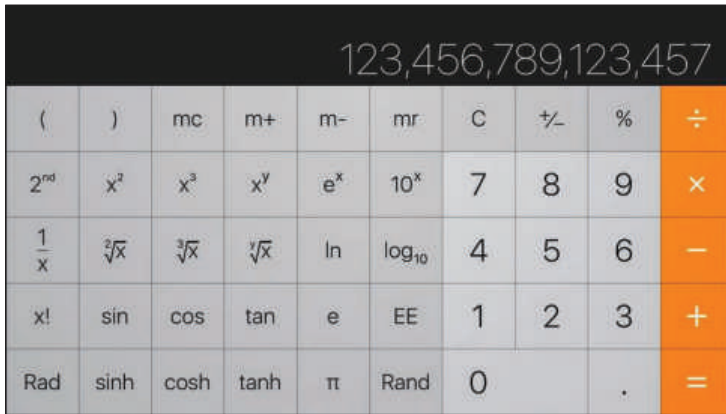 123,456,789,123,457
( ) mc m+ m- mr C +/- % ÷
2ⁿᵈ x² x³ xʸ eˣ 10ˣ 7 8 9 ×
1/x ²√x ³√x ʸ√x ln log₁₀ 4 5 6 −
x! sin cos tan e EE 1 2 3 +
Rad sinh cosh tanh π Rand 0 . =